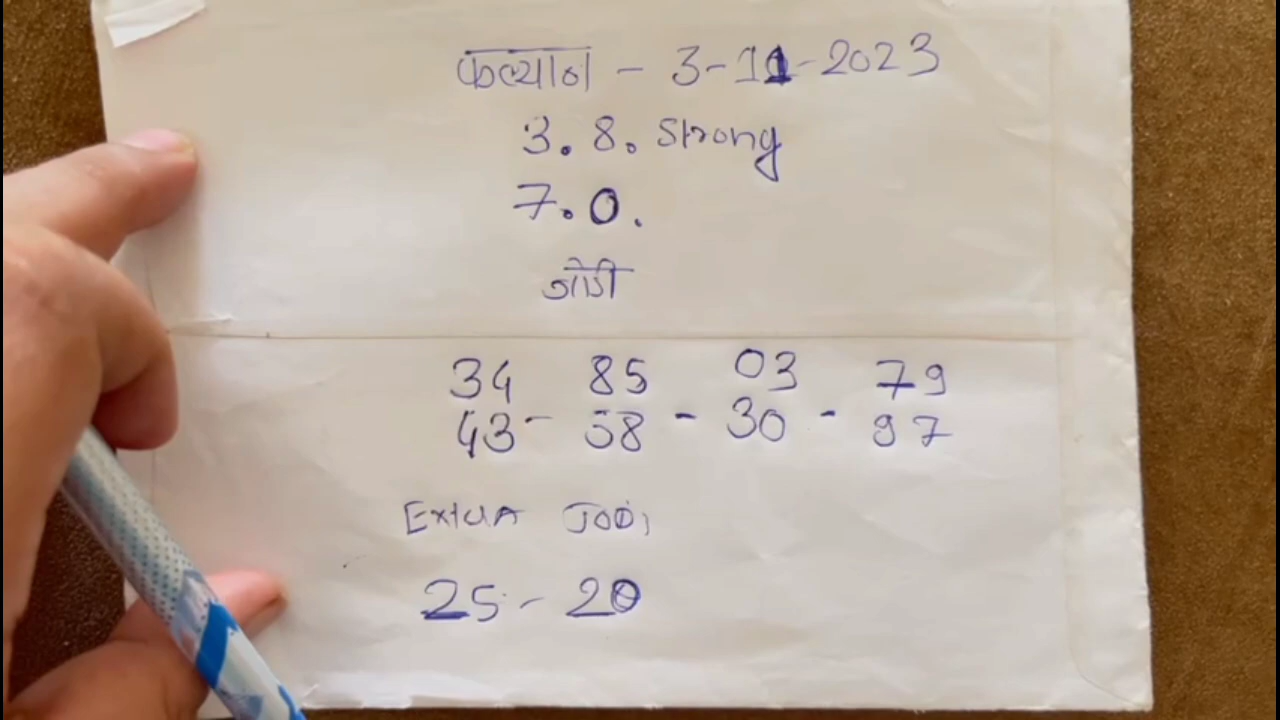 कल्याण - 3-11-2023
3. 8. Strong
7. 0.
जोडी
34 85 03 79
43 - 58 - 30 - 97
Extra JODi
25 - 20